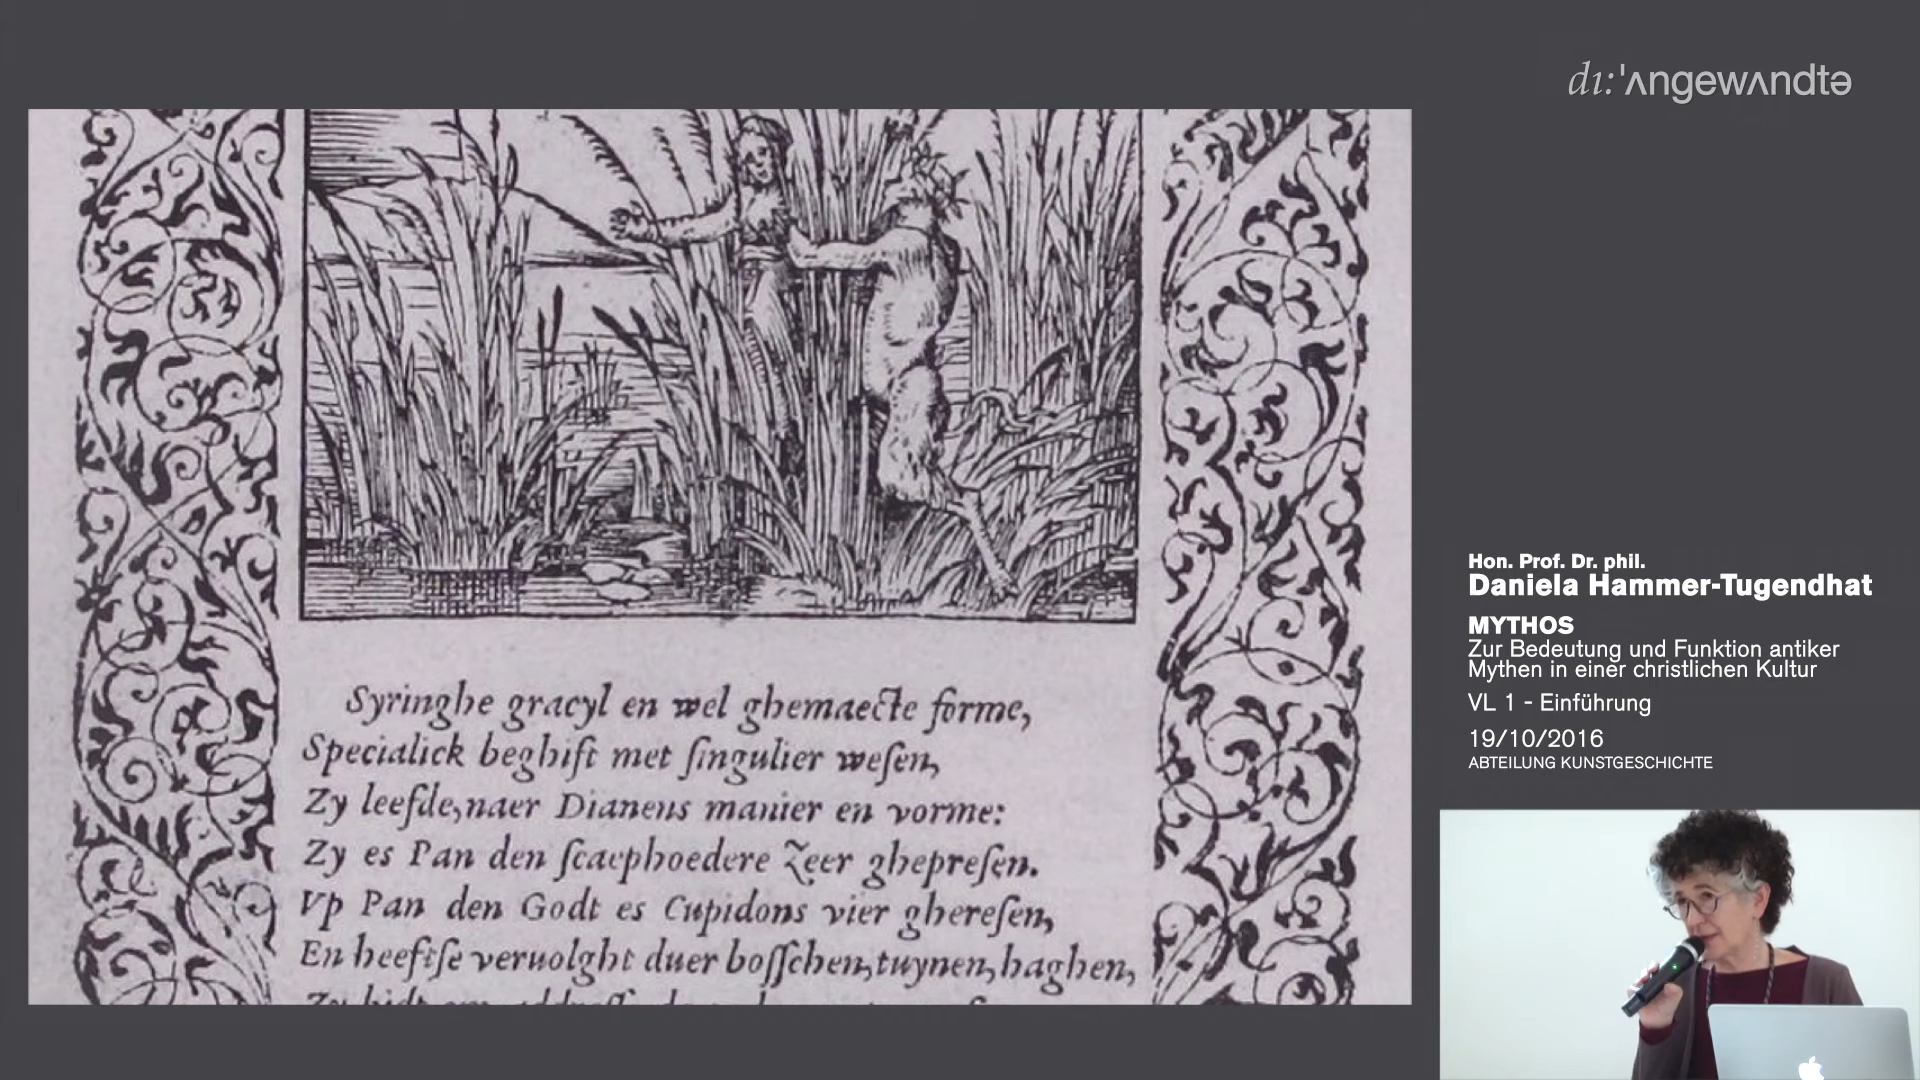 dı:'ʌngewʌndtə
Syringhe gracyl en wel ghemaecte forme,
Specialick beghift met ſingulier weſen,
Zy leefde,naer Dianens manier en vorme:
Zy es Pan den ſcaephoedere Zeer ghepreſen.
Vp Pan den Godt es Cupidons vier ghereſen,
En heeftſe veruolght duer boſſchen,tuynen,haghen,
Hon. Prof. Dr. phil.
Daniela Hammer-Tugendhat
MYTHOS
Zur Bedeutung und Funktion antiker
Mythen in einer christlichen Kultur
VL 1 - Einführung
19/10/2016
ABTEILUNG KUNSTGESCHICHTE